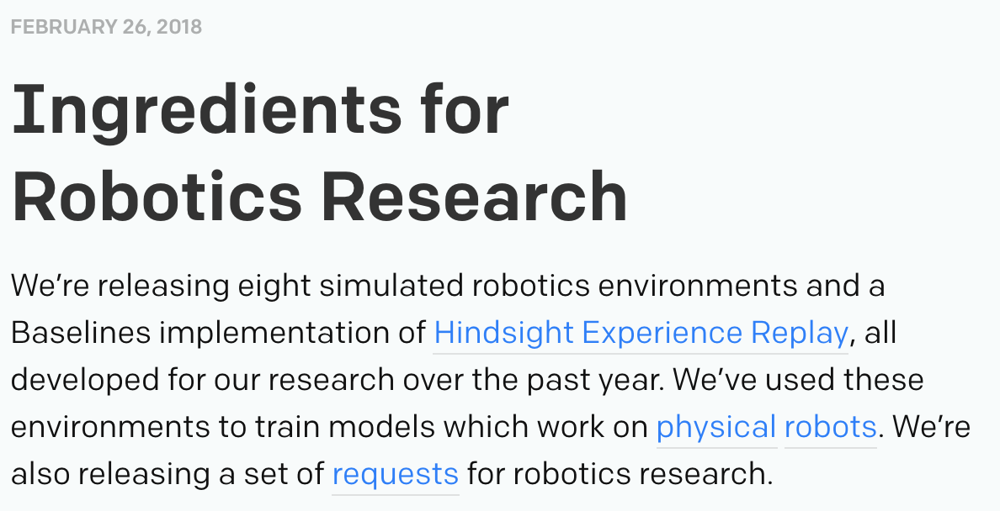 FEBRUARY 26, 2018
Ingredients for
Robotics Research
We’re releasing eight simulated robotics environments and a
Baselines implementation of Hindsight Experience Replay, all
developed for our research over the past year. We’ve used these
environments to train models which work on physical robots. We’re
also releasing a set of requests for robotics research.